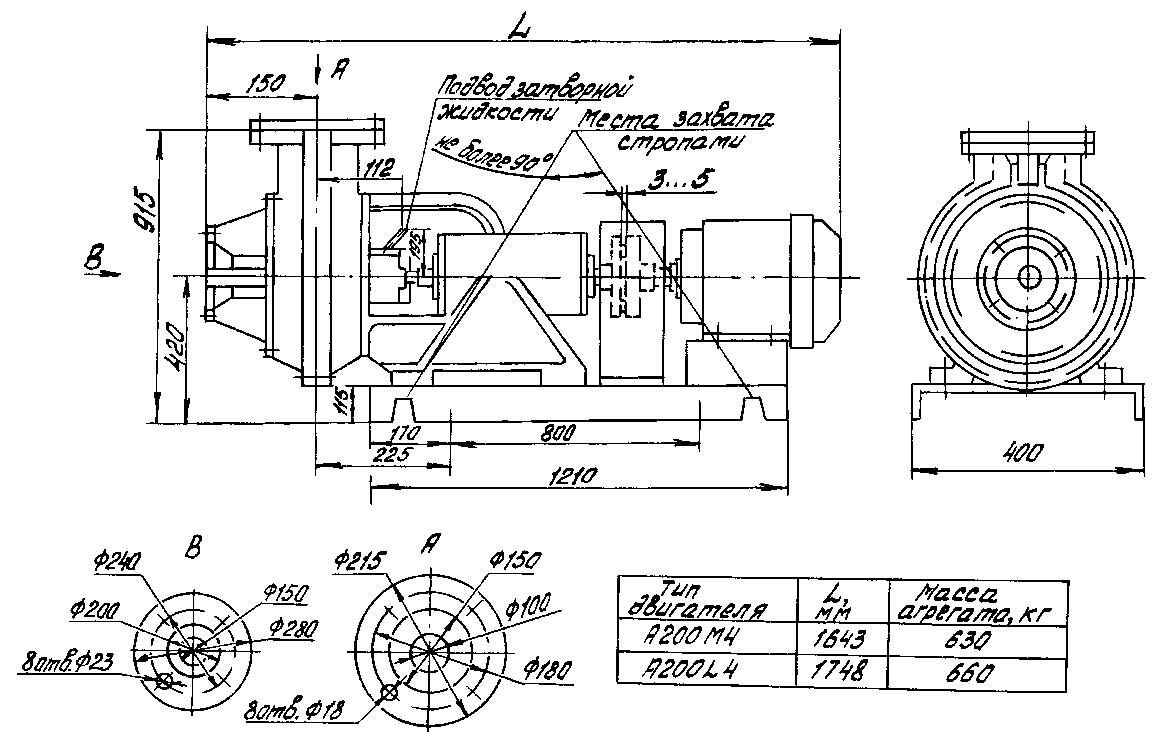 L
150
А
Подвод затворной
жидкости
Места захвата
стропами
не более 90°
112
3...5
915
В
420
115
170
800
225
1210
400
В
Ф240
Ф200
Ф150
Ф280
8отв.Ф23
А
Ф215
Ф150
Ф100
Ф180
8отв.Ф18
Тип
двигателя
L,
мм
Масса
агрегата, кг
А200М4 1643 630
А200L4 1748 660